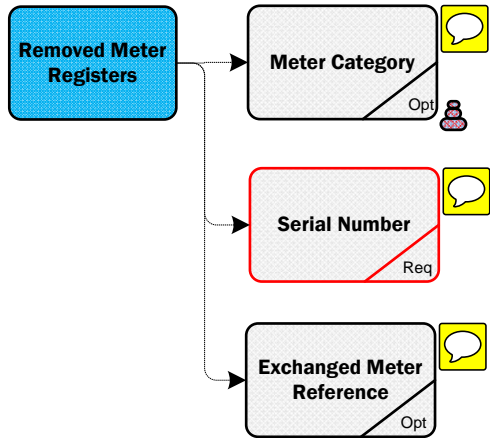 Removed Meter
Registers
Meter Category
Opt
Serial Number
Req
Exchanged Meter
Reference
Opt